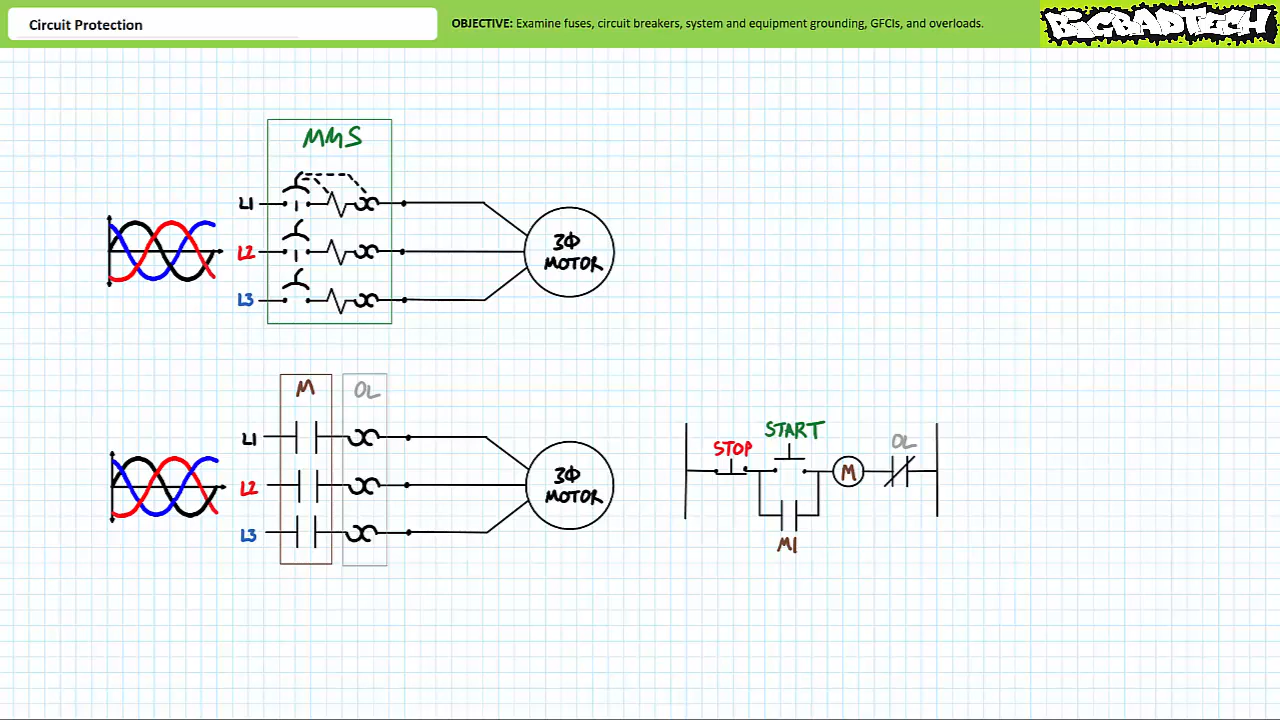 Circuit Protection
OBJECTIVE: Examine fuses, circuit breakers, system and equipment grounding, GFCIs, and overloads.
BIGBADTECH
MMS
L1
L2
L3
3Φ
MOTOR
M
OL
L1
L2
L3
3Φ
MOTOR
STOP
START
M
OL
M1